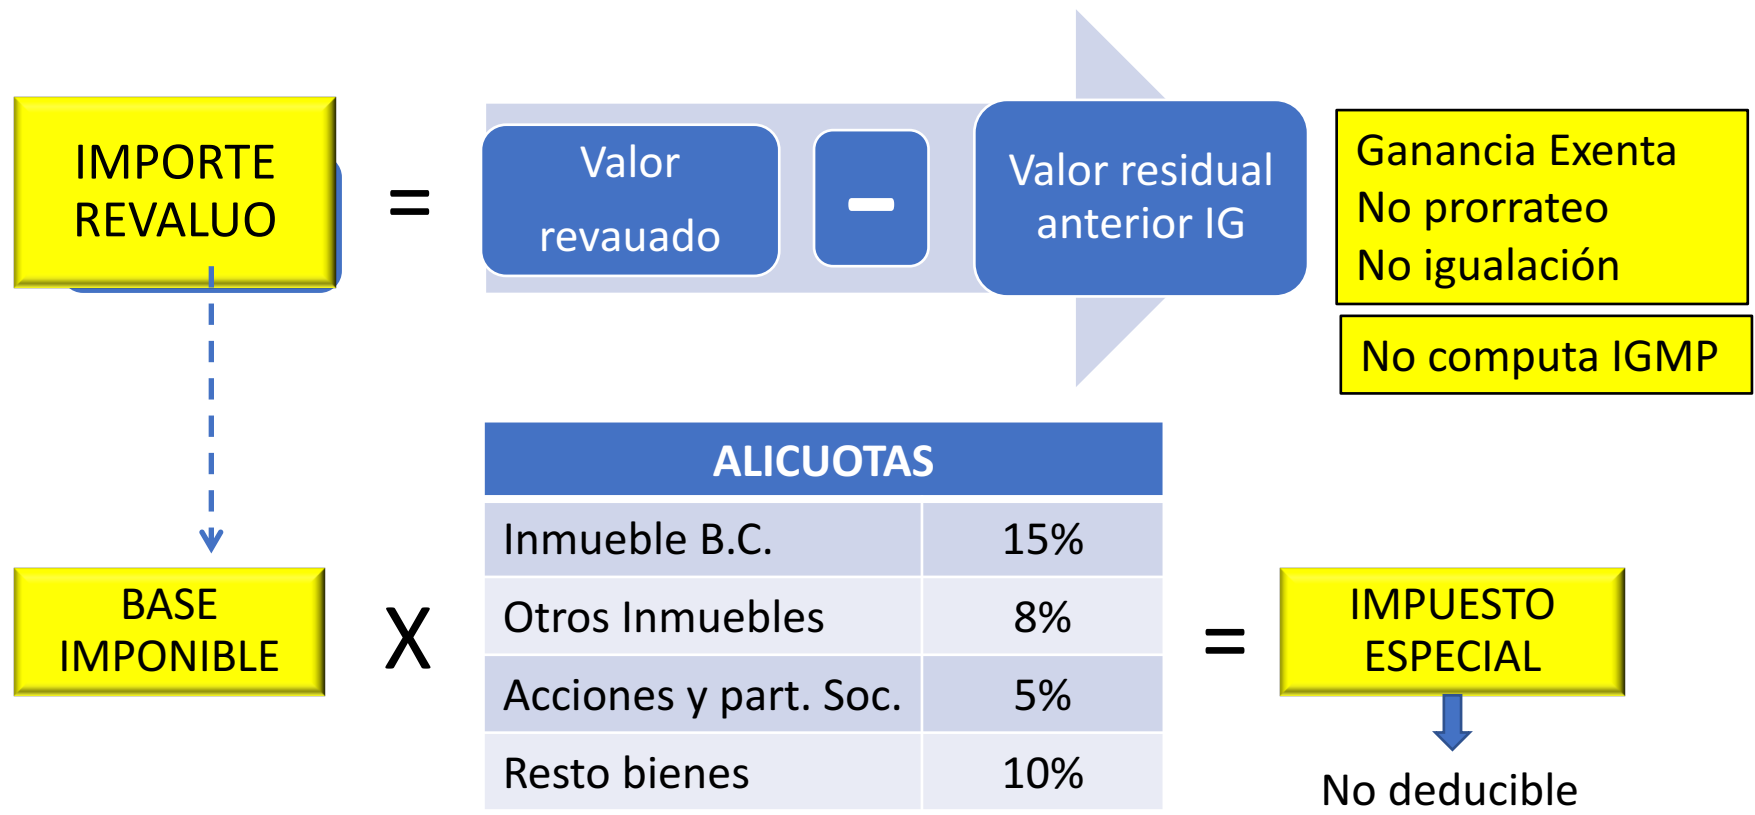 IMPORTE
REVALUO
=
Valor
revauado
–
Valor residual
anterior IG
Ganancia Exenta
No prorrateo
No igualación
No computa IGMP
BASE
IMPONIBLE
X
ALICUOTAS
Inmueble B.C. 15%
Otros Inmuebles 8%
Acciones y part. Soc. 5%
Resto bienes 10%
=
IMPUESTO
ESPECIAL
No deducible